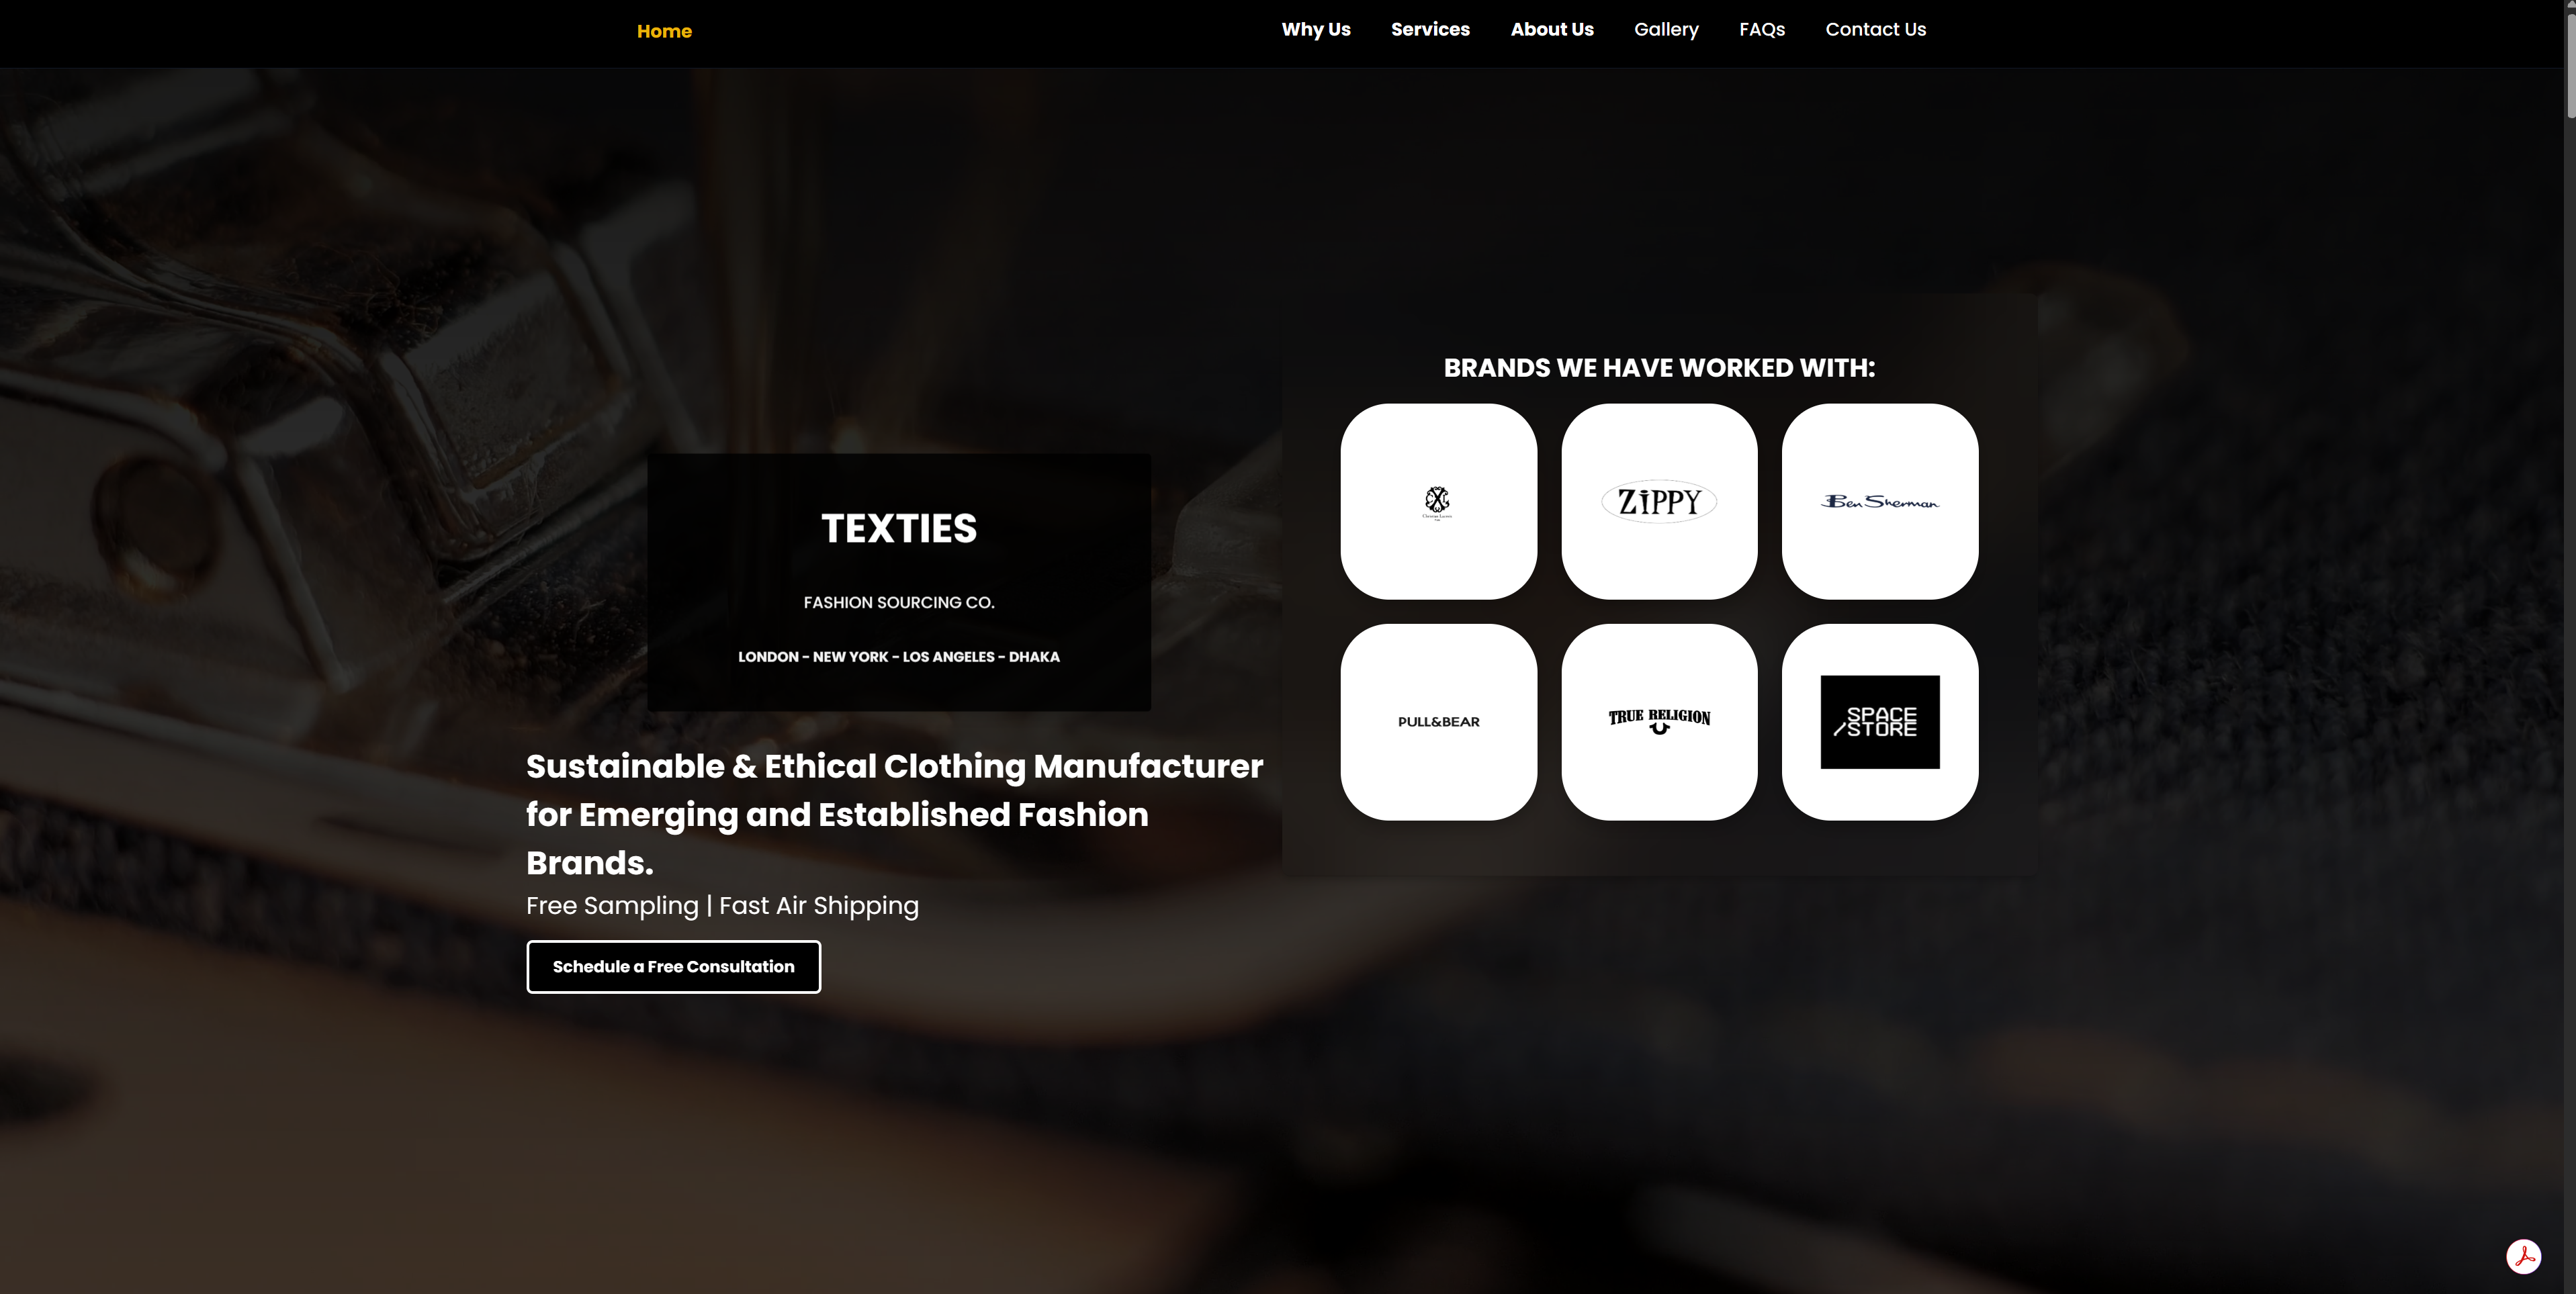 Home
Why Us
Services
About Us
Gallery
FAQs
Contact Us
TEXTIES
FASHION SOURCING CO.
LONDON - NEW YORK - LOS ANGELES - DHAKA
Sustainable & Ethical Clothing Manufacturer
for Emerging and Established Fashion
Brands.
Free Sampling | Fast Air Shipping
Schedule a Free Consultation
BRANDS WE HAVE WORKED WITH:
ZiPPY
Ben Sherman
PULL&BEAR
TRUE RELIGION
SPACE
/STORE